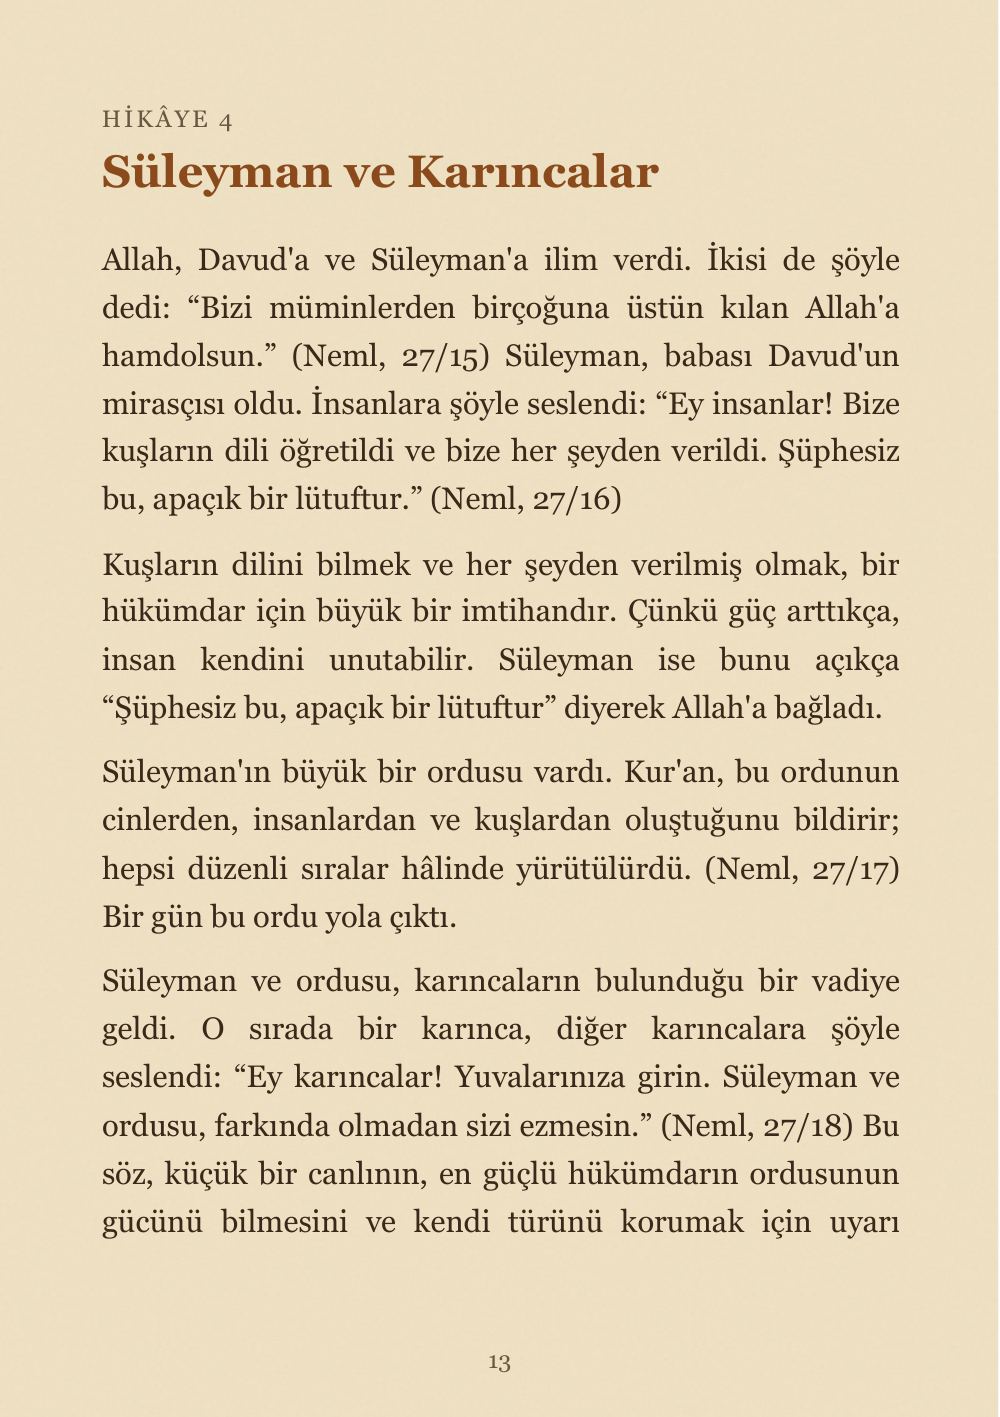 HİKÂYE 4
Süleyman ve Karıncalar
Allah, Davud'a ve Süleyman'a ilim verdi. İkisi de şöyle
dedi: “Bizi müminlerden birçoğuna üstün kılan Allah'a
hamdolsun.” (Neml, 27/15) Süleyman, babası Davud'un
mirasçısı oldu. İnsanlara şöyle seslendi: “Ey insanlar! Bize
kuşların dili öğretildi ve bize her şeyden verildi. Şüphesiz
bu, apaçık bir lütuftur.” (Neml, 27/16)
Kuşların dilini bilmek ve her şeyden verilmiş olmak, bir
hükümdar için büyük bir imtihandır. Çünkü güç arttıkça,
insan kendini unutabilir. Süleyman ise bunu açıkça
“Şüphesiz bu, apaçık bir lütuftur” diyerek Allah'a bağladı.
Süleyman'ın büyük bir ordusu vardı. Kur'an, bu ordunun
cinlerden, insanlardan ve kuşlardan oluştuğunu bildirir;
hepsi düzenli sıralar hâlinde yürütülürdü. (Neml, 27/17)
Bir gün bu ordu yola çıktı.
Süleyman ve ordusu, karıncaların bulunduğu bir vadiye
geldi. O sırada bir karınca, diğer karıncalara şöyle
seslendi: “Ey karıncalar! Yuvalarınıza girin. Süleyman ve
ordusu, farkında olmadan sizi ezmesin.” (Neml, 27/18) Bu
söz, küçük bir canlının, en güçlü hükümdarın ordusunun
gücünü bilmesini ve kendi türünü korumak için uyarı
13